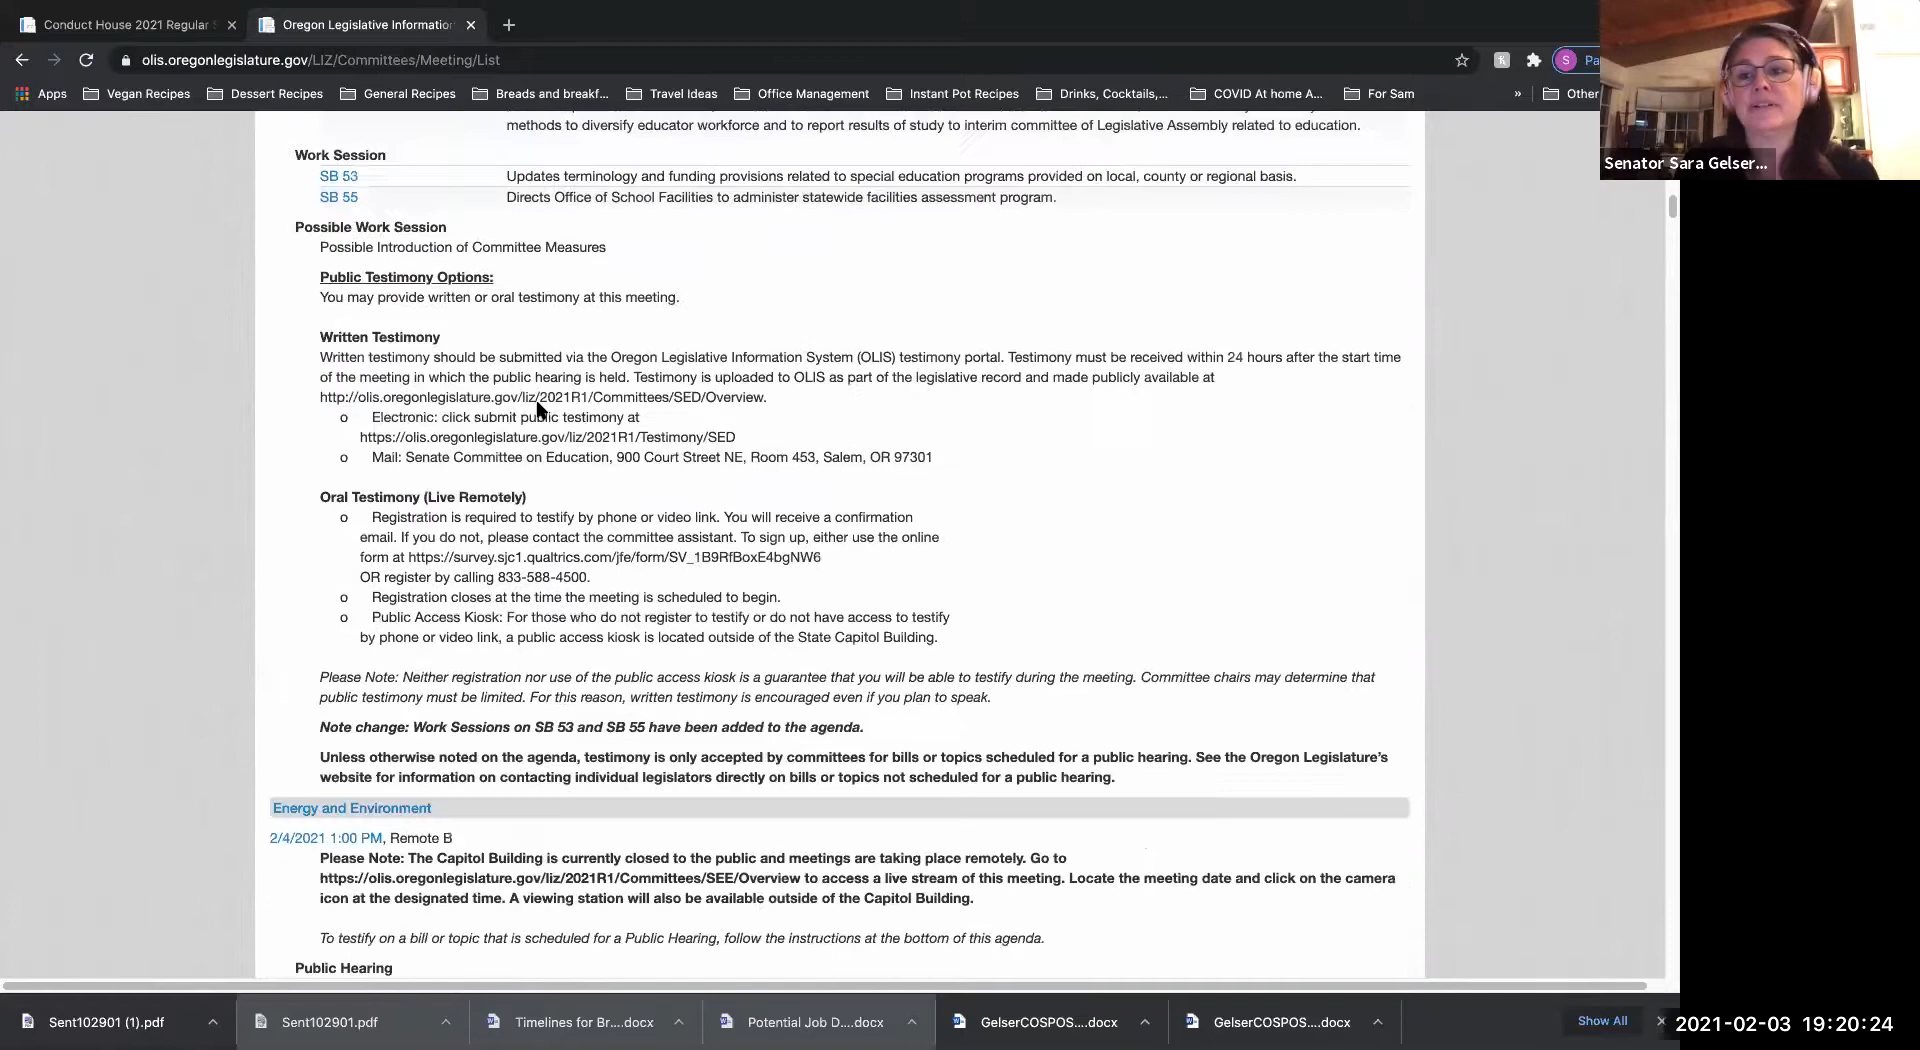 Conduct House 2021 Regular S
Oregon Legislative Information
olis.oregonlegislature.gov/LIZ/Committees/Meeting/List
S Pa
Apps Vegan Recipes Dessert Recipes General Recipes Breads and breakf... Travel Ideas Office Management Instant Pot Recipes Drinks, Cocktails,... COVID At home A... For Sam » Other
methods to diversify educator workforce and to report results of study to interim committee of Legislative Assembly related to education.
Senator Sara Gelser...
Work Session
SB 53 Updates terminology and funding provisions related to special education programs provided on local, county or regional basis.
SB 55 Directs Office of School Facilities to administer statewide facilities assessment program.
Possible Work Session
Possible Introduction of Committee Measures
Public Testimony Options:
You may provide written or oral testimony at this meeting.
Written Testimony
Written testimony should be submitted via the Oregon Legislative Information System (OLIS) testimony portal. Testimony must be received within 24 hours after the start time
of the meeting in which the public hearing is held. Testimony is uploaded to OLIS as part of the legislative record and made publicly available at
http://olis.oregonlegislature.gov/liz/2021R1/Committees/SED/Overview.
o Electronic: click submit public testimony at
https://olis.oregonlegislature.gov/liz/2021R1/Testimony/SED
o Mail: Senate Committee on Education, 900 Court Street NE, Room 453, Salem, OR 97301
Oral Testimony (Live Remotely)
o Registration is required to testify by phone or video link. You will receive a confirmation
email. If you do not, please contact the committee assistant. To sign up, either use the online
form at https://survey.sjc1.qualtrics.com/jfe/form/SV_1B9RfBoxE4bgNW6
OR register by calling 833-588-4500.
o Registration closes at the time the meeting is scheduled to begin.
o Public Access Kiosk: For those who do not register to testify or do not have access to testify
by phone or video link, a public access kiosk is located outside of the State Capitol Building.
Please Note: Neither registration nor use of the public access kiosk is a guarantee that you will be able to testify during the meeting. Committee chairs may determine that
public testimony must be limited. For this reason, written testimony is encouraged even if you plan to speak.
Note change: Work Sessions on SB 53 and SB 55 have been added to the agenda.
Unless otherwise noted on the agenda, testimony is only accepted by committees for bills or topics scheduled for a public hearing. See the Oregon Legislature's
website for information on contacting individual legislators directly on bills or topics not scheduled for a public hearing.
Energy and Environment
2/4/2021 1:00 PM, Remote B
Please Note: The Capitol Building is currently closed to the public and meetings are taking place remotely. Go to
https://olis.oregonlegislature.gov/liz/2021R1/Committees/SEE/Overview to access a live stream of this meeting. Locate the meeting date and click on the camera
icon at the designated time. A viewing station will also be available outside of the Capitol Building.
To testify on a bill or topic that is scheduled for a Public Hearing, follow the instructions at the bottom of this agenda.
Public Hearing
Sent102901 (1).pdf Sent102901.pdf Timelines for Br....docx Potential Job D....docx GelserCOSPOS....docx GelserCOSPOS....docx Show All
2021-02-03 19:20:24